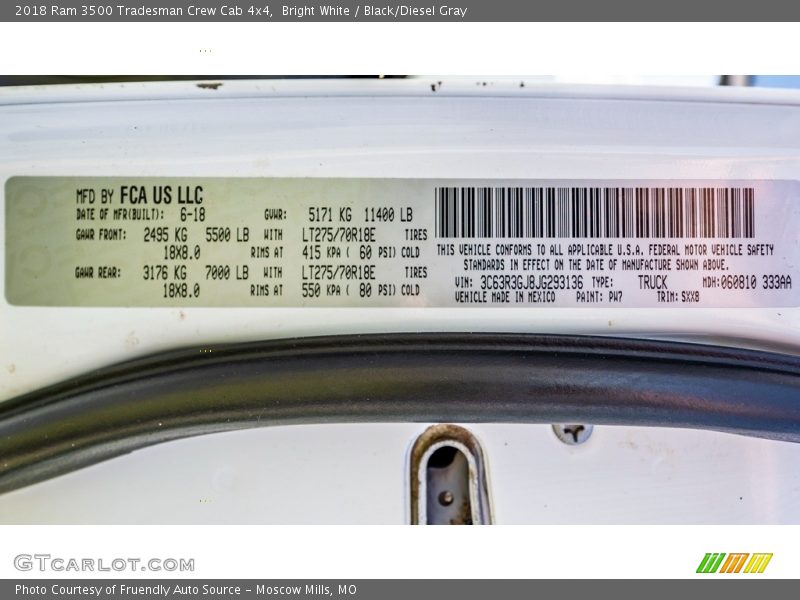 2018 Ram 3500 Tradesman Crew Cab 4x4,  Bright White / Black/Diesel Gray
MFD BY FCA US LLC
DATE OF MFR(BUILT): 6-18 GVWR: 5171 KG 11400 LB
GAWR FRONT: 2495 KG 5500 LB WITH LT275/70R18E TIRES
18X8.0 RIMS AT 415 KPA ( 60 PSI) COLD
GAWR REAR: 3176 KG 7000 LB WITH LT275/70R18E TIRES
18X8.0 RIMS AT 550 KPA ( 80 PSI) COLD
THIS VEHICLE CONFORMS TO ALL APPLICABLE U.S.A. FEDERAL MOTOR VEHICLE SAFETY
STANDARDS IN EFFECT ON THE DATE OF MANUFACTURE SHOWN ABOVE.
VIN: 3C63R3GJ8JG293136 TYPE: TRUCK MDH:060810 333AA
VEHICLE MADE IN MEXICO PAINT: PW7 TRIM: SXX8
GTCARLOT.COM
Photo Courtesy of Fruendly Auto Source – Moscow Mills, MO